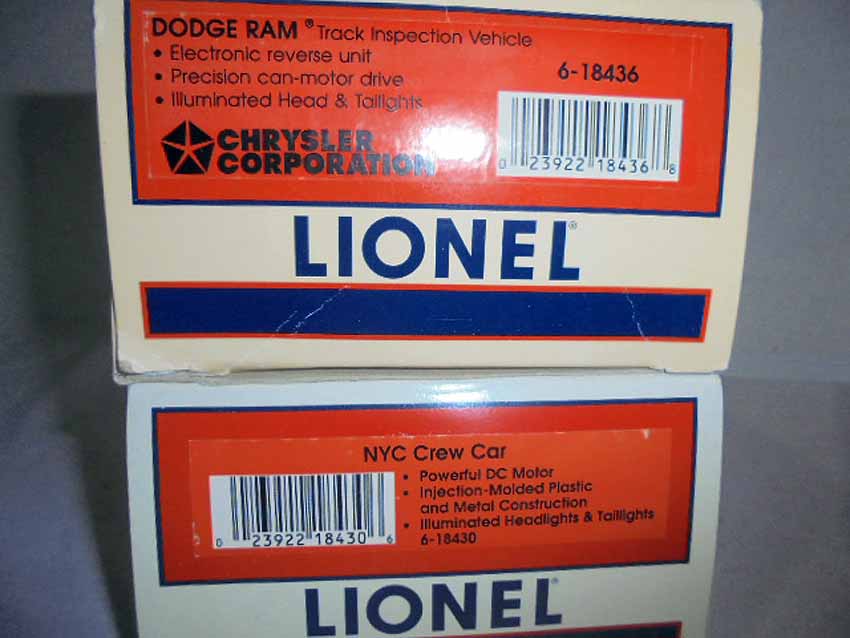 DODGE RAM ® Track Inspection Vehicle
• Electronic reverse unit
• Precision can-motor drive
• Illuminated Head & Taillights
6-18436
0 23922 18436 8
CHRYSLER
CORPORATION
LIONEL®
NYC Crew Car
• Powerful DC Motor
• Injection-Molded Plastic
and Metal Construction
• Illuminated Headlights & Taillights
6-18430
0 23922 18430 6
LIONEL®